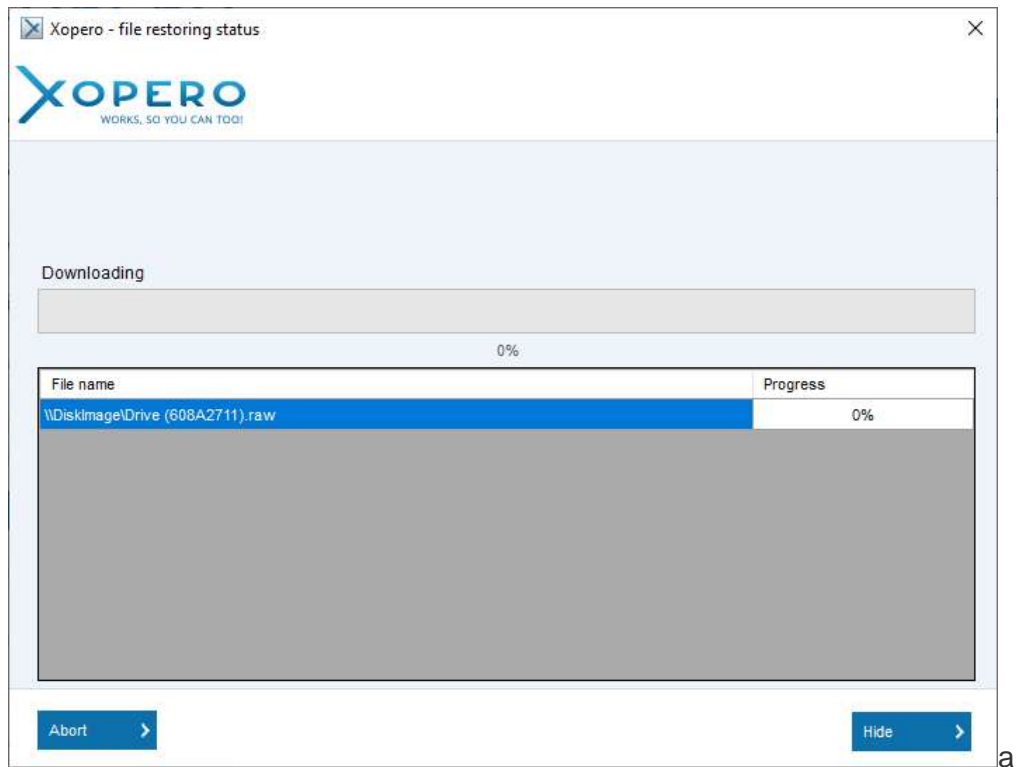 Xopero - file restoring status
XOPERO
WORKS, SO YOU CAN TOO!
Downloading
0%
File name Progress
\\DiskImage\Drive (608A2711).raw 0%
Abort Hide
a